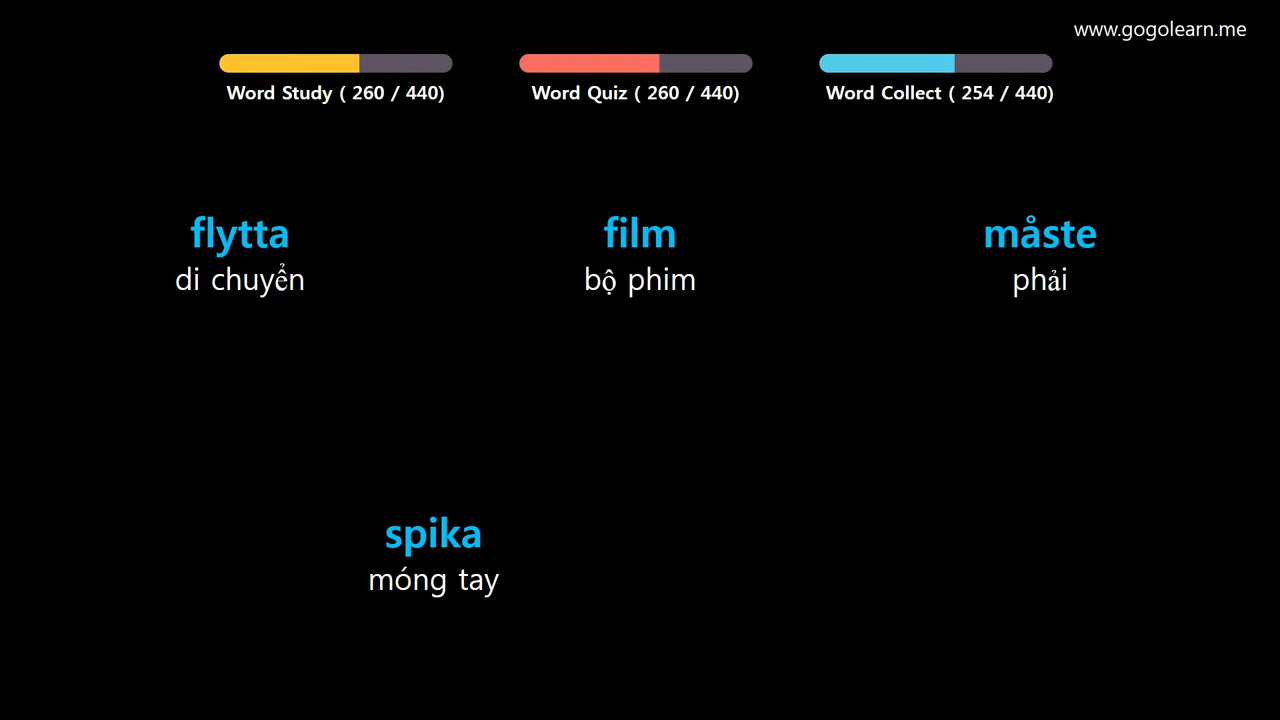 www.gogolearn.me
Word Study ( 260 / 440)
Word Quiz ( 260 / 440)
Word Collect ( 254 / 440)
flytta
di chuyển
film
bộ phim
måste
phải
spika
móng tay